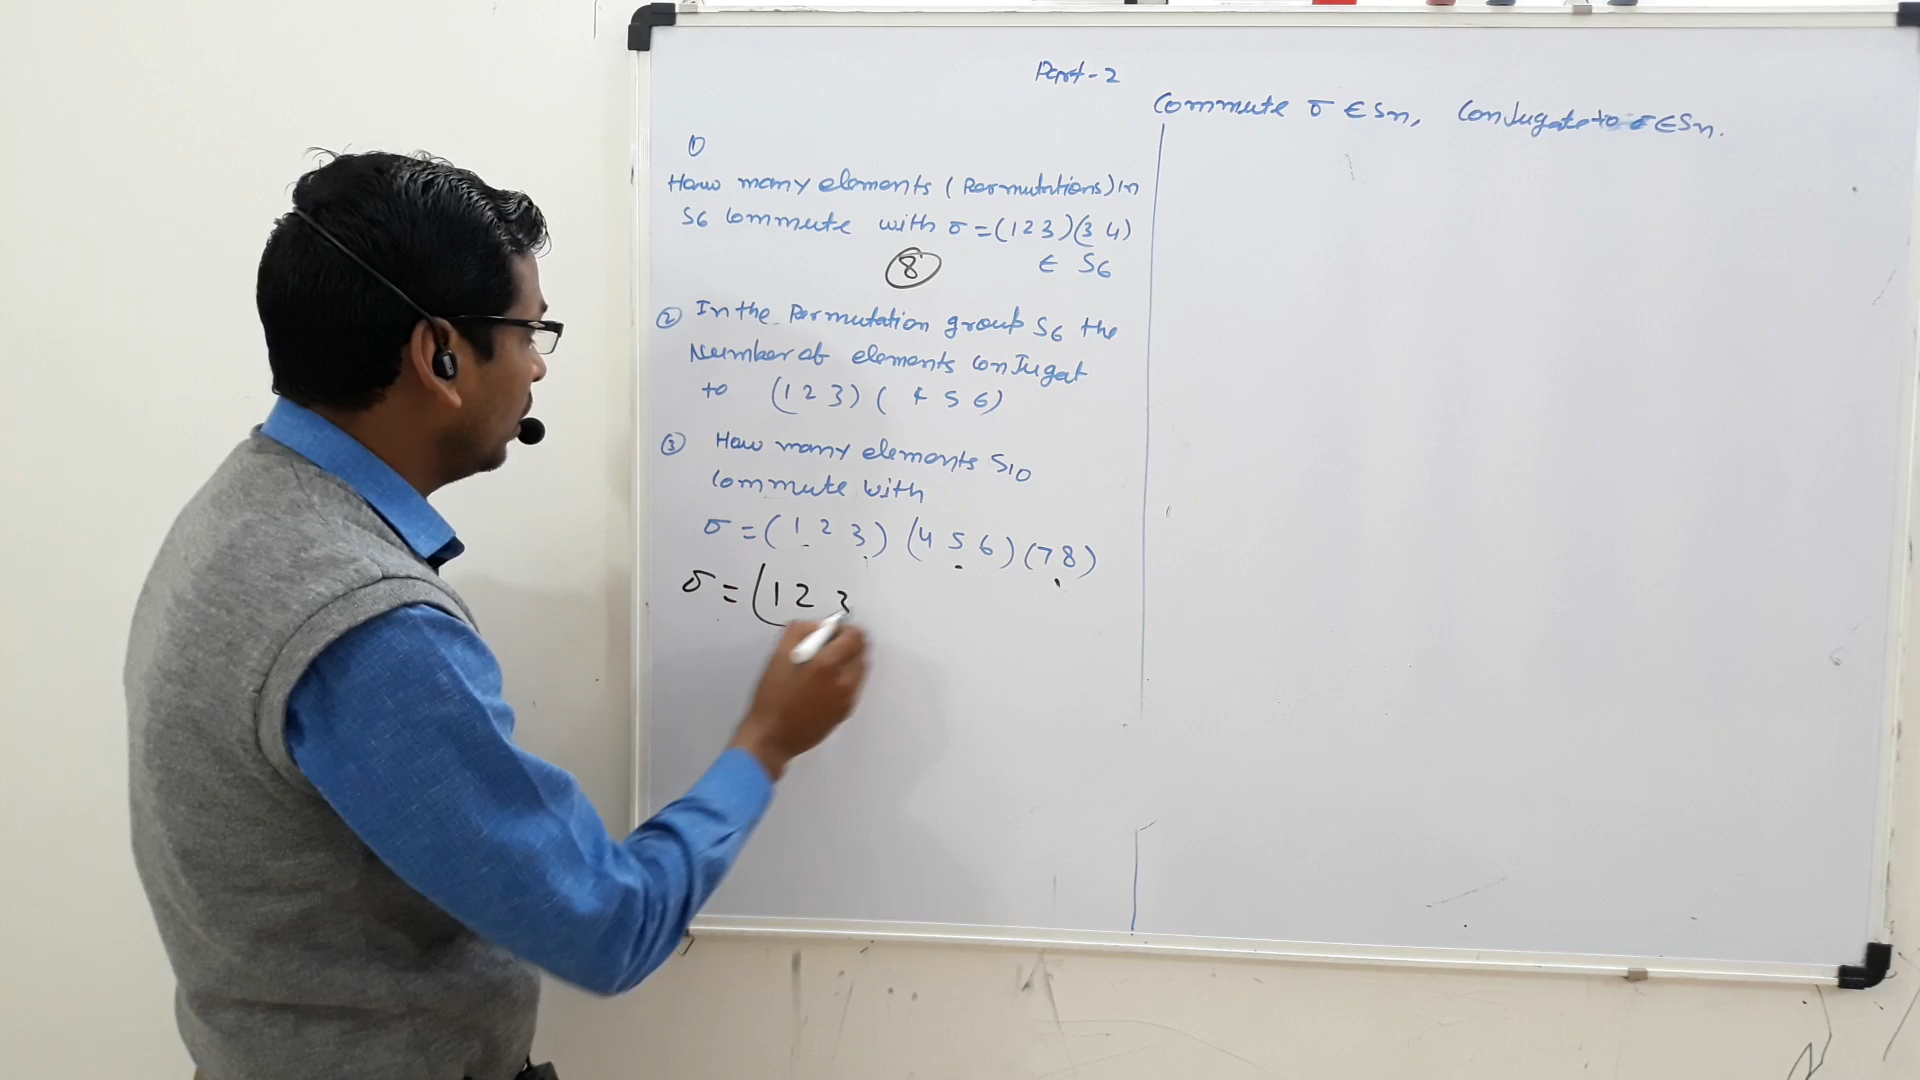 Part-2
Commute σ ∈ Sn, Conjugate to σ ∈ Sn.
①
How many elements (Permutations) in
S6 Commute with σ = (1 2 3)(3 4)
∈ S6
8
② In the Permutation group S6 the
Number of elements conJugat
to (1 2 3) ( 4 5 6)
③ How many elements S10
Commute with
σ = (1 2 3) (4 5 6) (7 8)
σ = (1 2 3